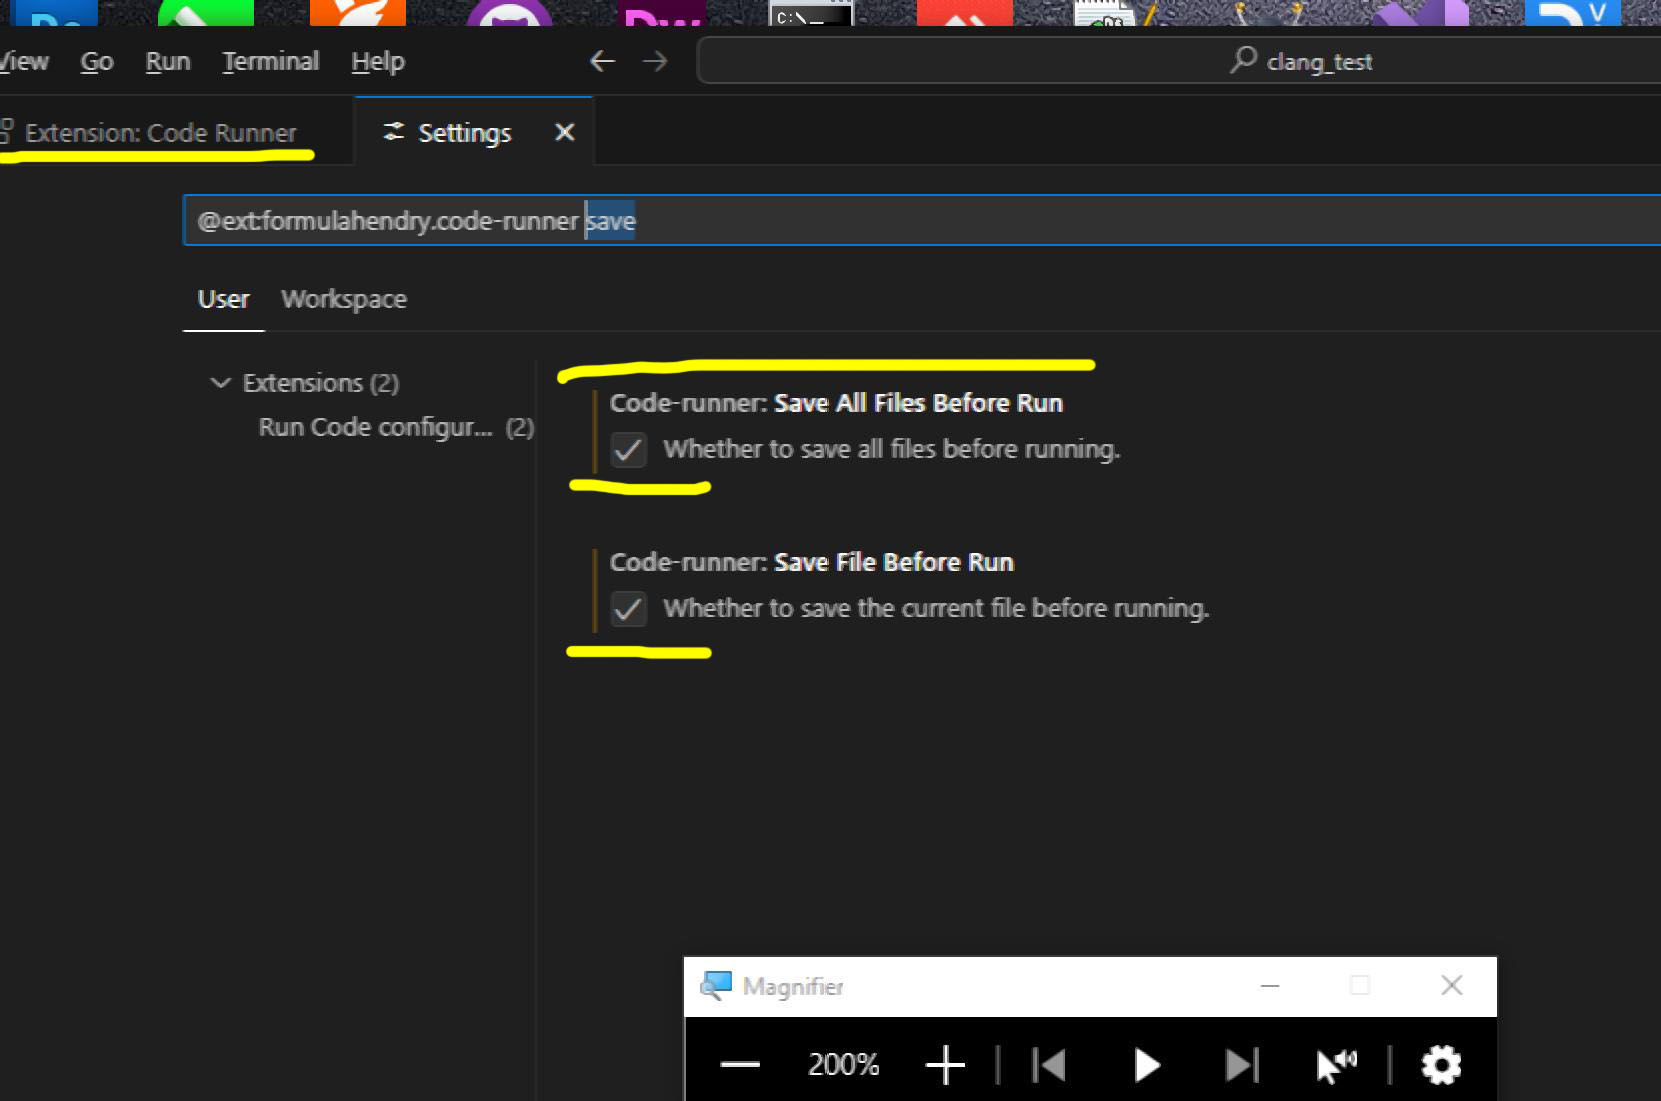 Dw
C:\_
V
View Go Run Terminal Help
clang_test
Extension: Code Runner
Settings
@ext:formulahendry.code-runner save
User Workspace
Extensions (2)
Run Code configur... (2)
Code-runner: Save All Files Before Run
Whether to save all files before running.
Code-runner: Save File Before Run
Whether to save the current file before running.
Magnifier
200%